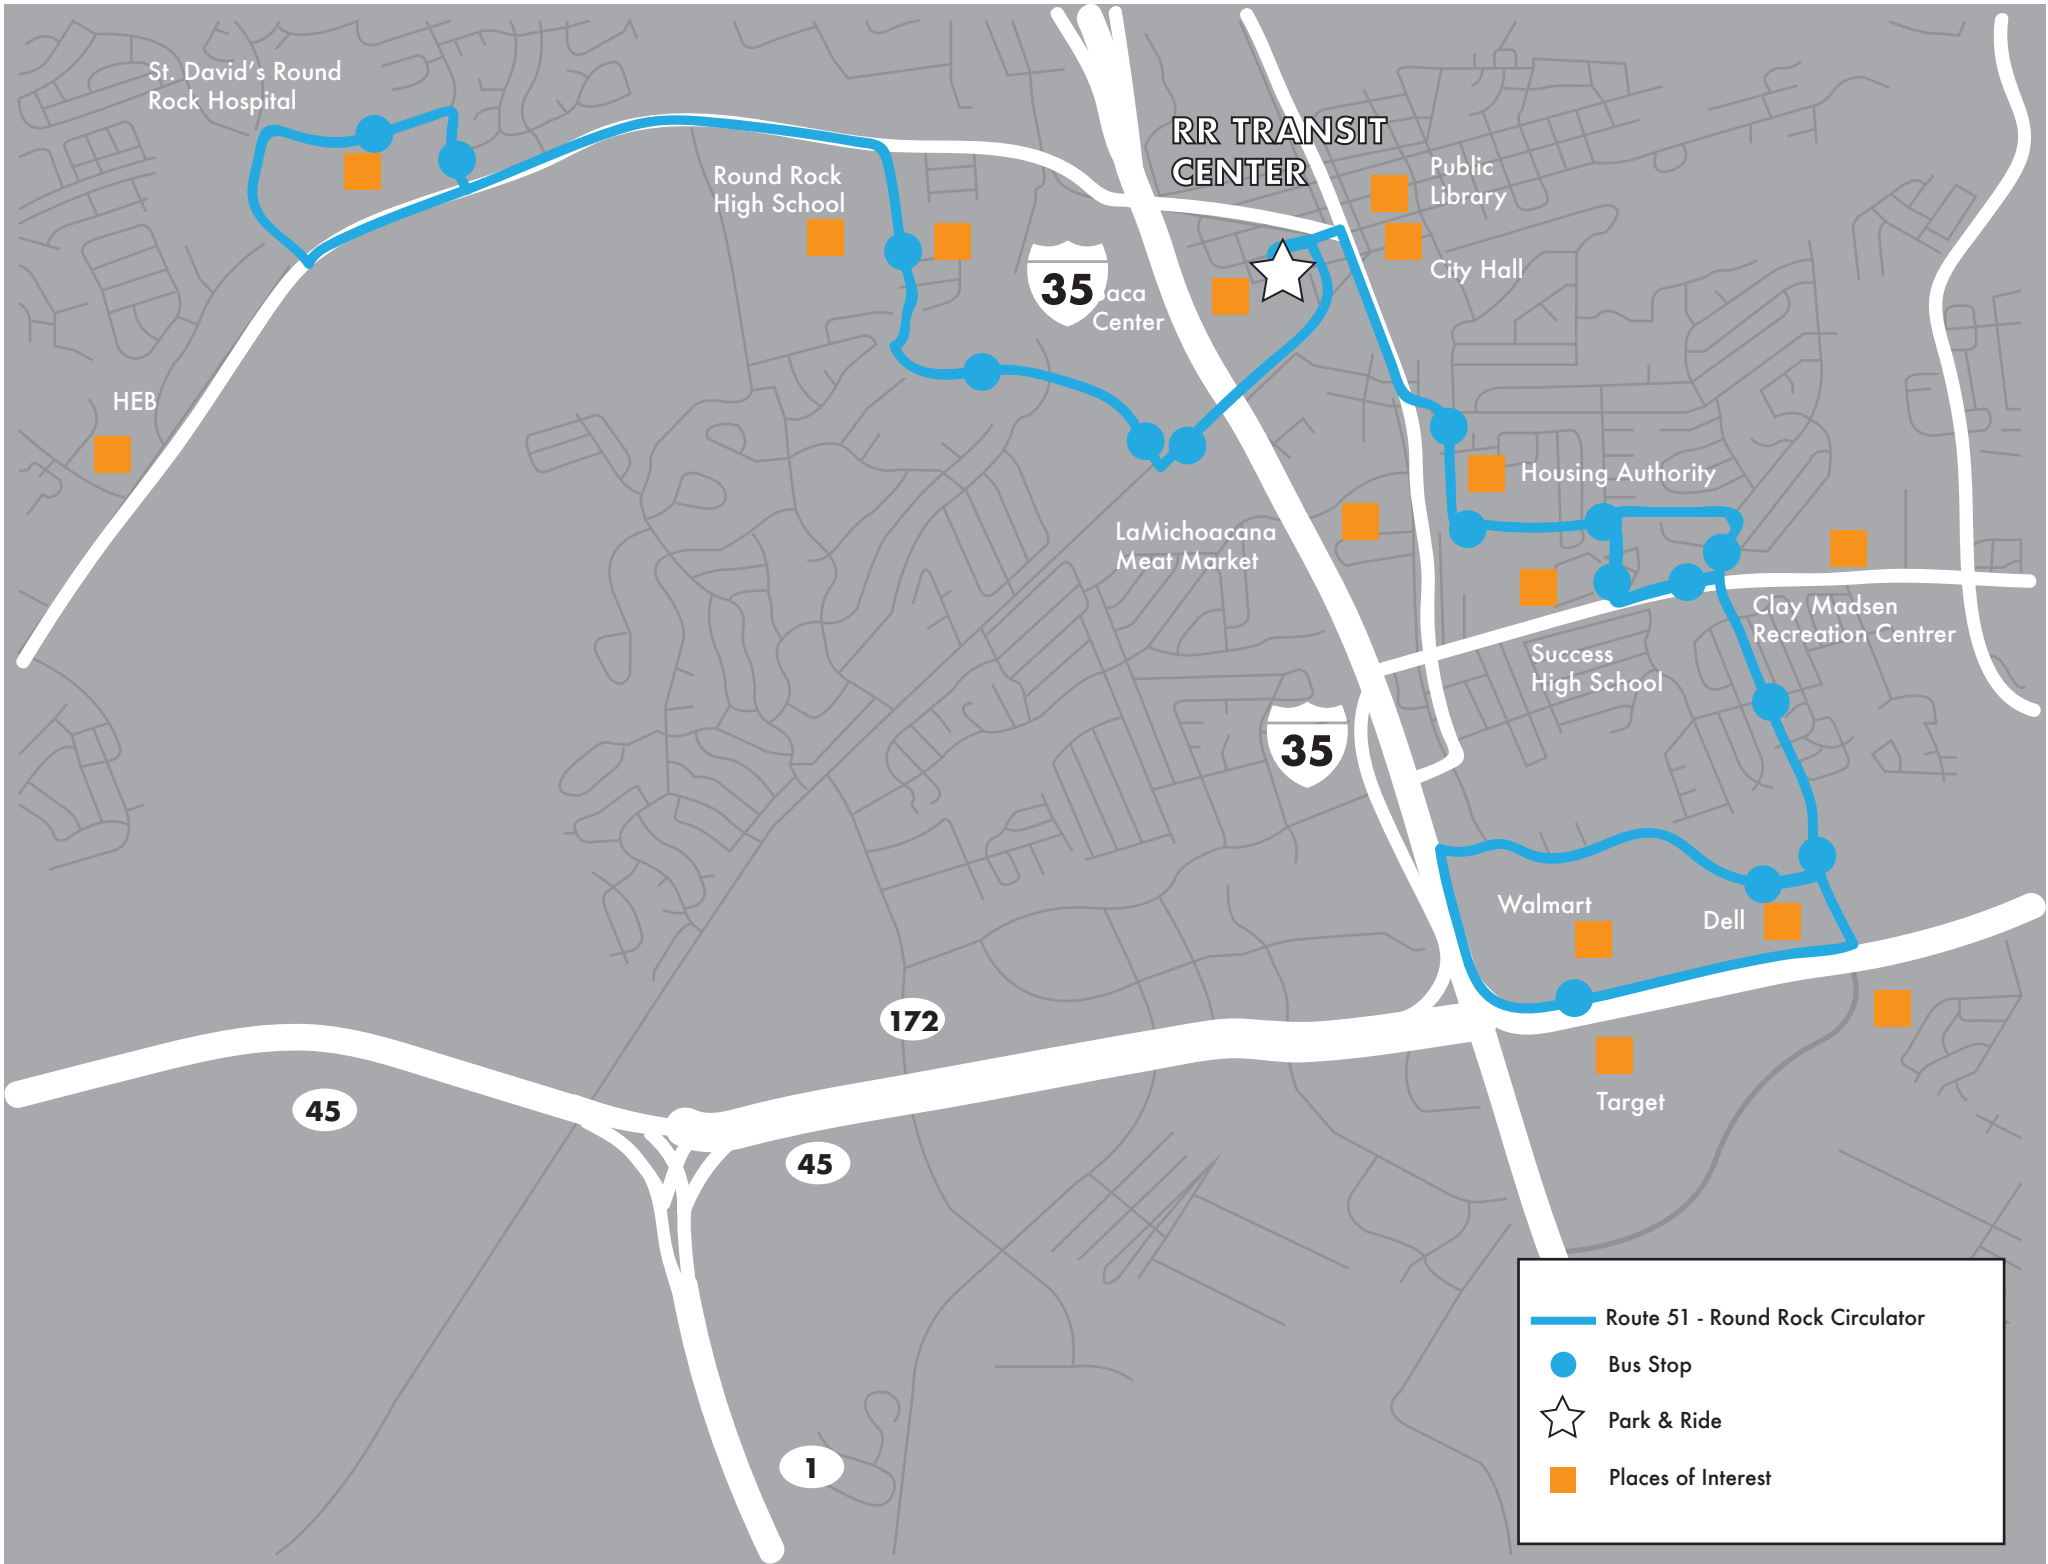 St. David's Round
Rock Hospital
RR TRANSIT
CENTER
Public
Library
Round Rock
High School
City Hall
35
Center
HEB
Housing Authority
LaMichoacana
Meat Market
Clay Madsen
Recreation Centrer
Success
High School
35
Walmart
Dell
172
45
Target
45
1
Route 51 - Round Rock Circulator
Bus Stop
Park & Ride
Places of Interest